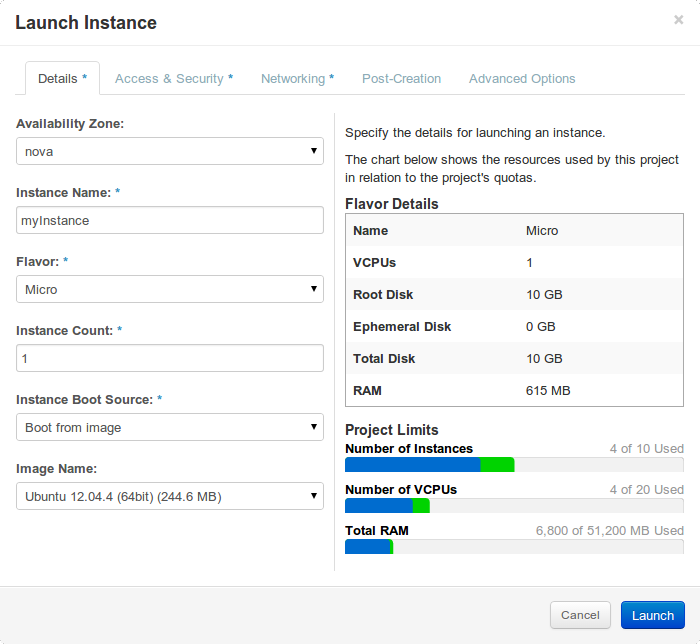 Launch Instance
×
Details *
Access & Security *
Networking *
Post-Creation
Advanced Options
Availability Zone:
nova
Instance Name: *
myInstance
Flavor: *
Micro
Instance Count: *
1
Instance Boot Source: *
Boot from image
Image Name:
Ubuntu 12.04.4 (64bit) (244.6 MB)
Specify the details for launching an instance.
The chart below shows the resources used by this project
in relation to the project's quotas.
Flavor Details
Name Micro
VCPUs 1
Root Disk 10 GB
Ephemeral Disk 0 GB
Total Disk 10 GB
RAM 615 MB
Project Limits
Number of Instances 4 of 10 Used
Number of VCPUs 4 of 20 Used
Total RAM 6,800 of 51,200 MB Used
Cancel
Launch